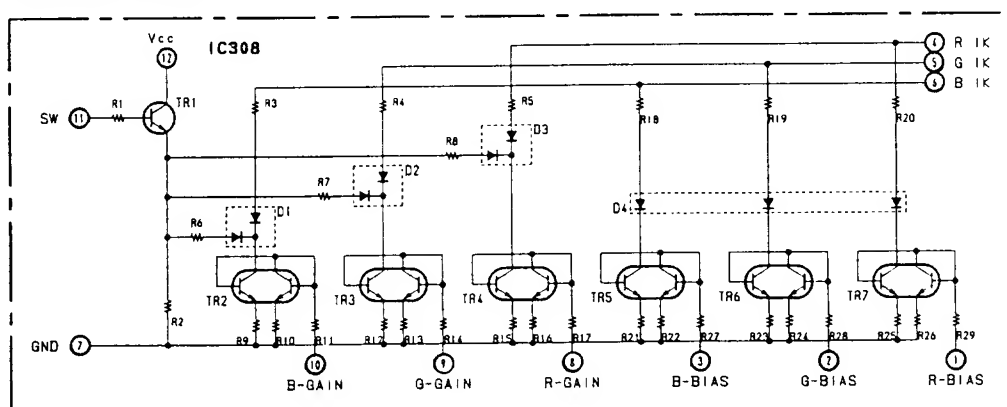 Vcc
IC308
12
4 R IK
5 G IK
6 B IK
R1
TR1
R3
R4
R5
R18
R19
R20
SW 11
D3
R8
D2
R7
D1
D4
R6
TR2
TR3
TR4
TR5
TR6
TR7
R2
R9 R10 R11 R12 R13 R14 R15 R16 R17 R21 R22 R27 R23 R24 R28 R25 R26 R29
GND 7
10 9 8 3 2 1
B-GAIN G-GAIN R-GAIN B-BIAS G-BIAS R-BIAS